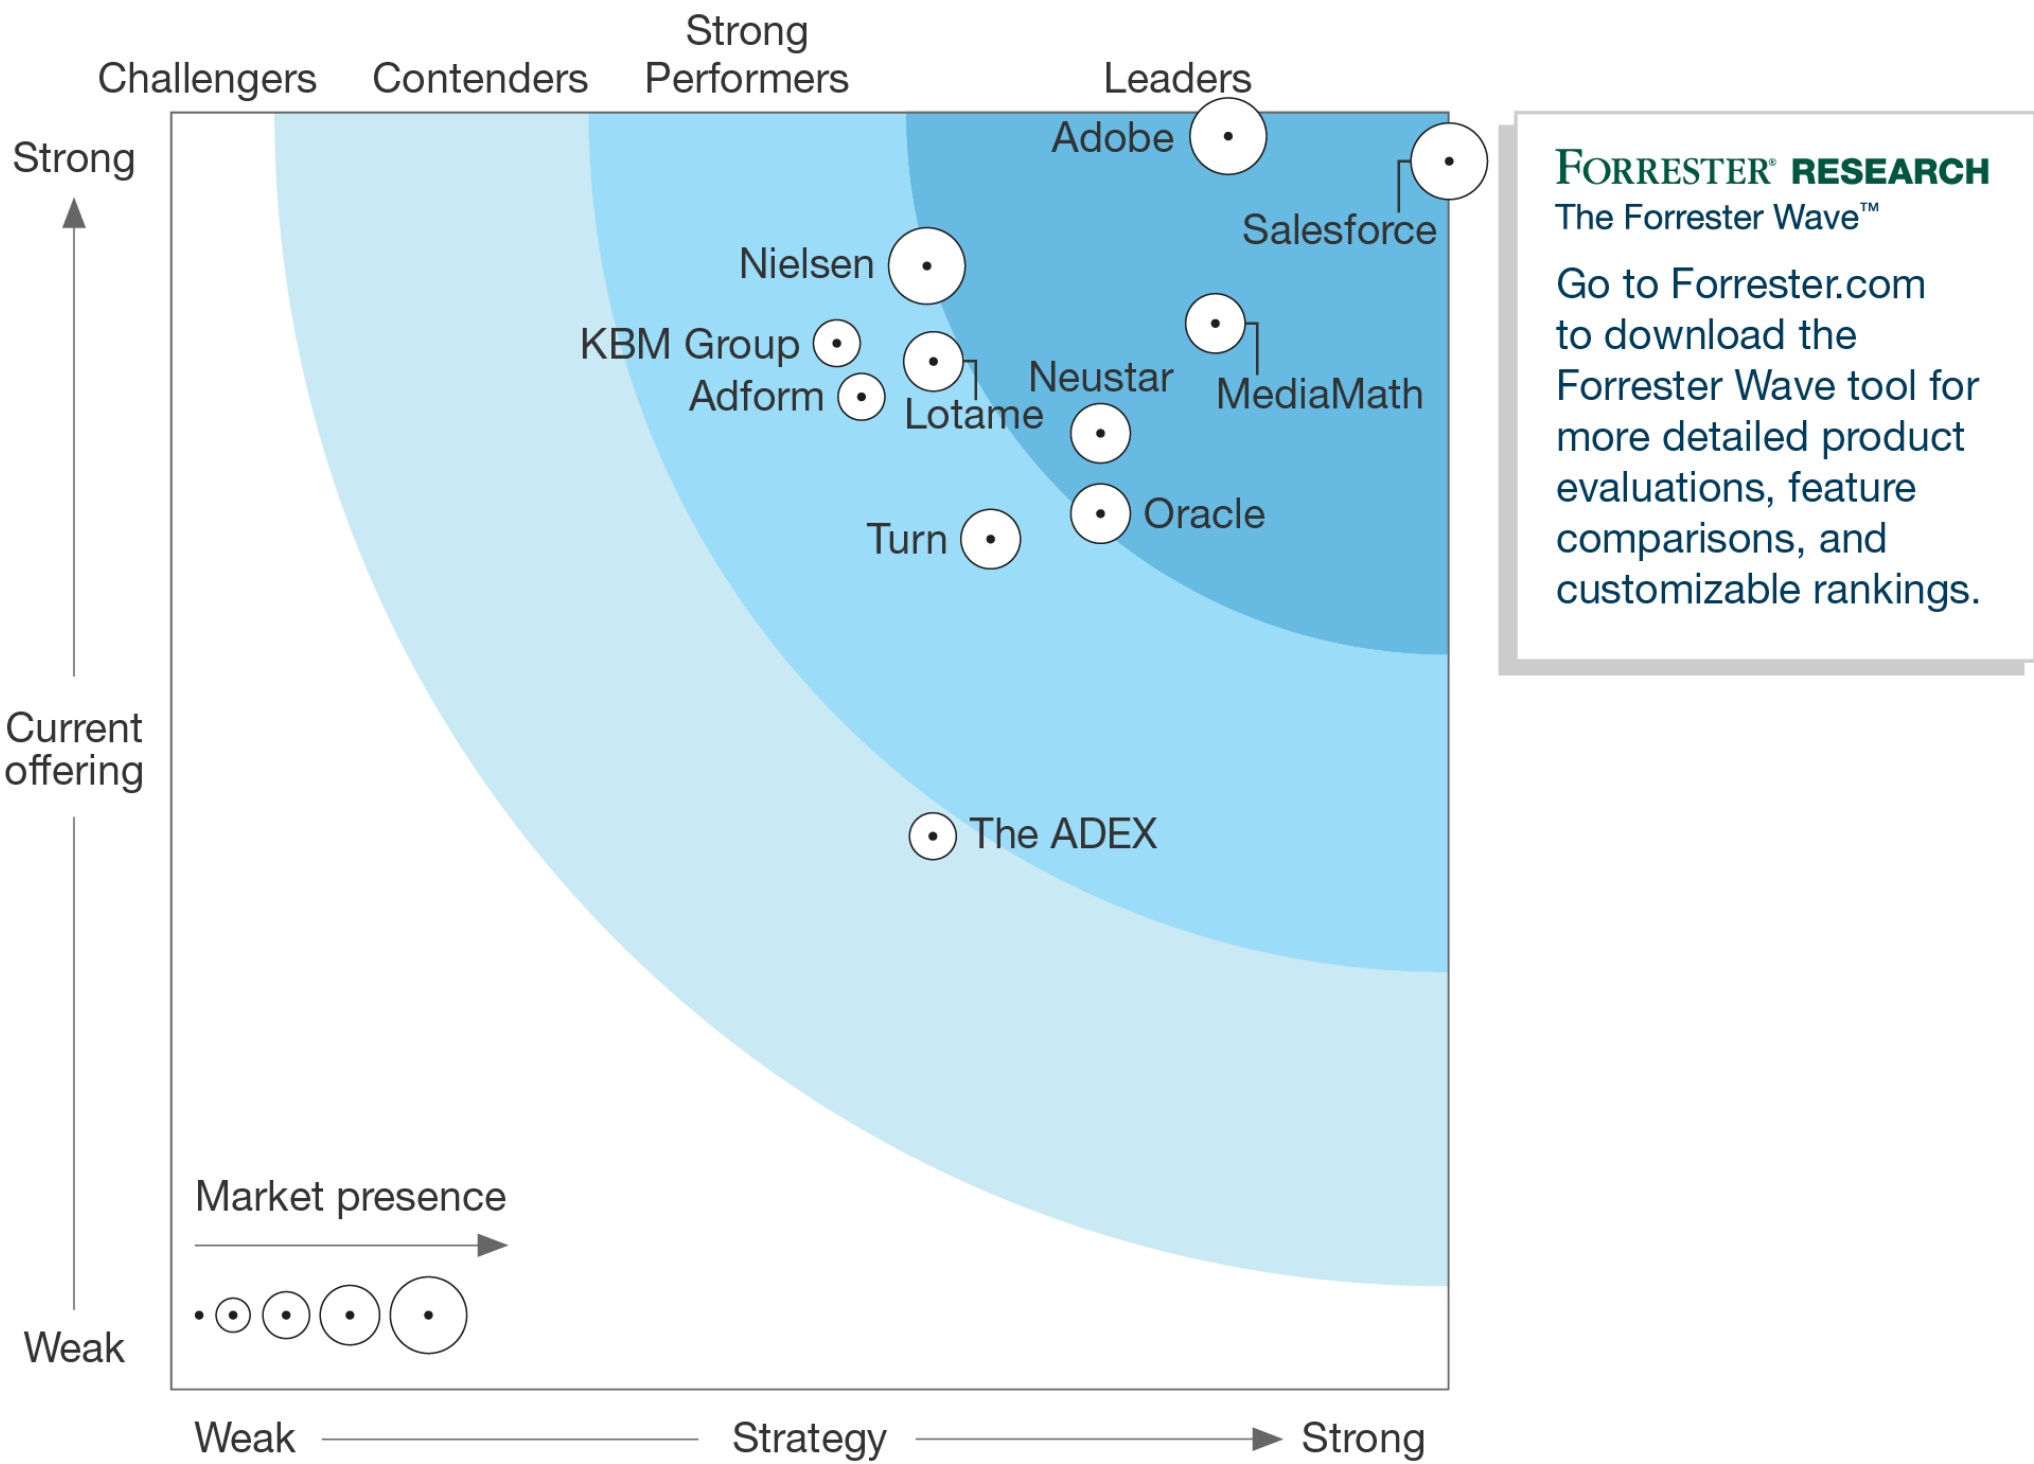 Strong
Challengers Contenders Performers Leaders
Strong
Adobe
Salesforce
Nielsen
KBM Group
Adform
Lotame
Neustar
MediaMath
Oracle
Turn
Current
offering
The ADEX
Market presence
Weak
Weak Strategy Strong
FORRESTER® RESEARCH
The Forrester Wave™
Go to Forrester.com
to download the
Forrester Wave tool for
more detailed product
evaluations, feature
comparisons, and
customizable rankings.